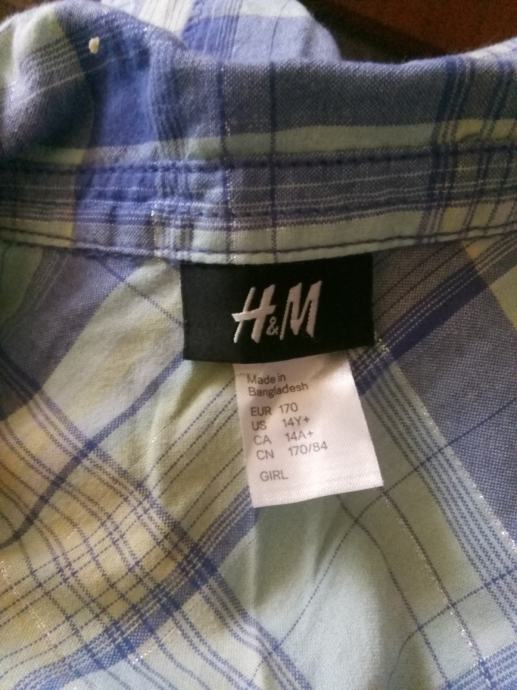 H&M
Made in
Bangladesh
EUR 170
US 14Y+
CA 14A+
CN 170/84
GIRL